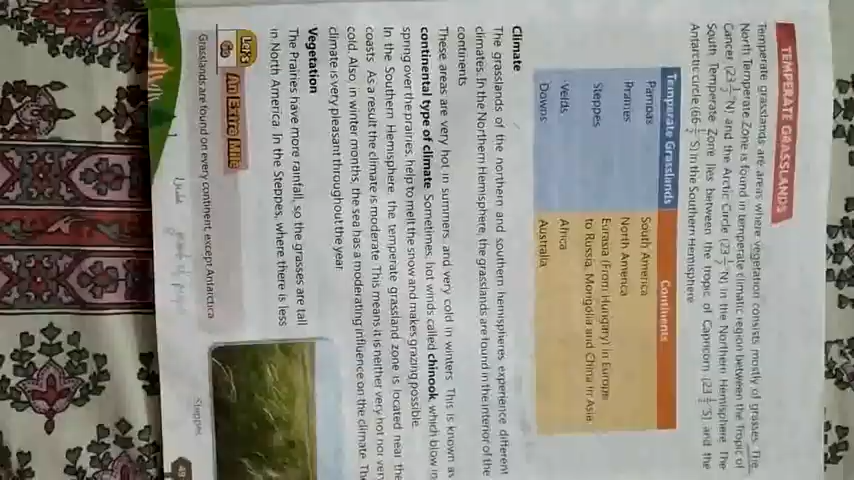 TEMPERATE GRASSLANDS
Temperate grasslands are areas where vegetation consists mostly of grasses. The
North Temperate Zone is found in temperate climatic region between the Tropic of
Cancer (23 1/2 °N) and the Arctic Circle (23 1/2 °N) in the Northern Hemisphere. The
South Temperate Zone lies between the tropic of Capricorn (23 1/2 °S) and the
Antarctic circle (66 1/2 °S) in the Southern Hemisphere
Temperate Grasslands Continents
Pampas South America
Prairies North America
Steppes Eurasia (From Hungary) in Europe
to Russia, Mongolia and China in Asia
Velds Africa
Downs Australia
Climate
The grasslands of the northern and southern hemispheres experience different
climates. In the Northern Hemisphere, the grasslands are found in the interior of the
continents
These areas are very hot in summers and very cold in winters. This is known as
continental type of climate. Sometimes, hot winds called chinook, which blow in
spring over the prairies, help to melt the snow and makes grazing possible.
In the Southern Hemisphere, the temperate grassland zone is located near the
coasts. As a result the climate is moderate. This means it is neither very hot nor very
cold. Also, in winter months, the sea has a moderating influence on the climate. The
climate is very pleasant throughout the year.
Vegetation
The Prairies have more rainfall, so the grasses are tall
in North America. In the Steppes, where there is less
Let's Go An Extra Mile
Grasslands are found on every continent, except Antarctica
Steppes
49